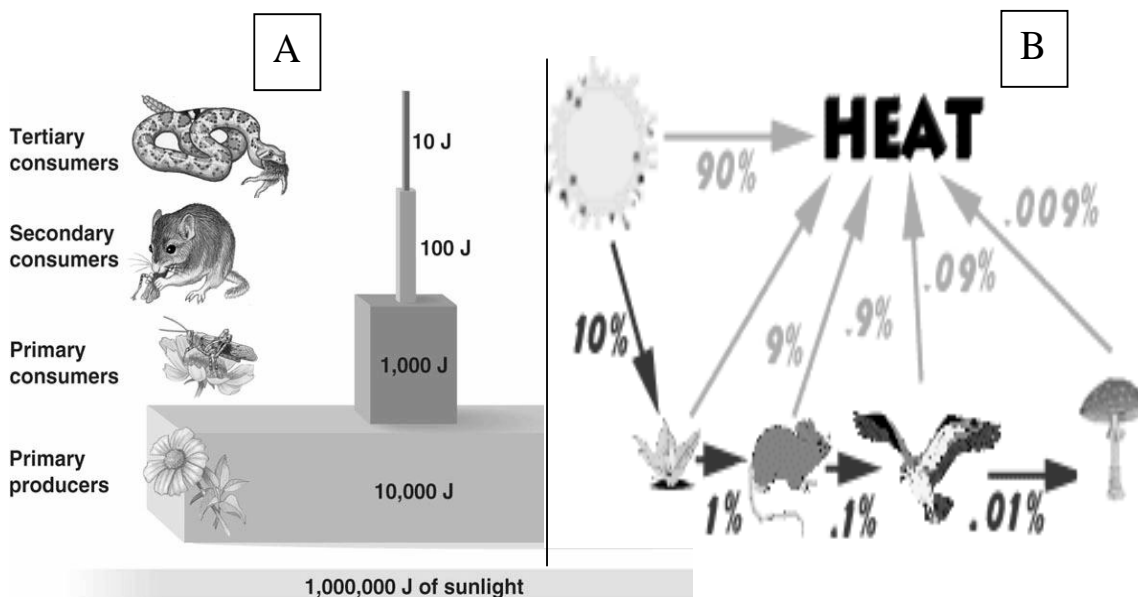 A
Tertiary
consumers
10 J
Secondary
consumers
100 J
Primary
consumers
1,000 J
Primary
producers
10,000 J
1,000,000 J of sunlight
B
HEAT
90%
10%
9%
.9%
.09%
.009%
1%
.1%
.01%